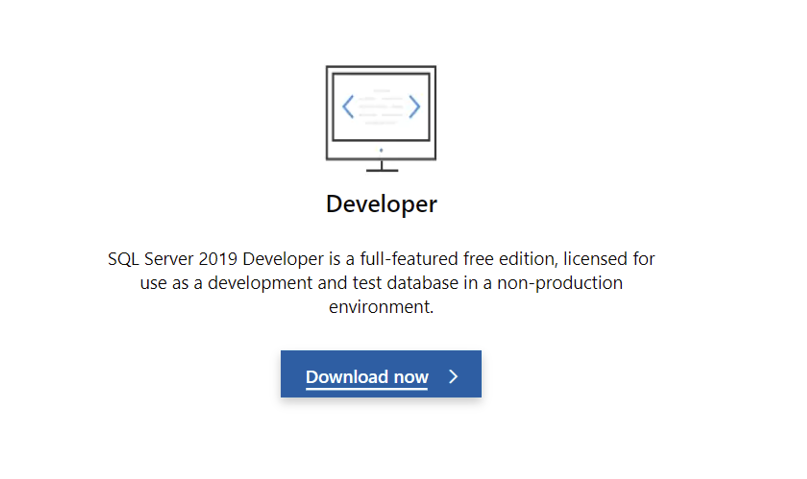 Developer
SQL Server 2019 Developer is a full-featured free edition, licensed for
use as a development and test database in a non-production
environment.
Download now